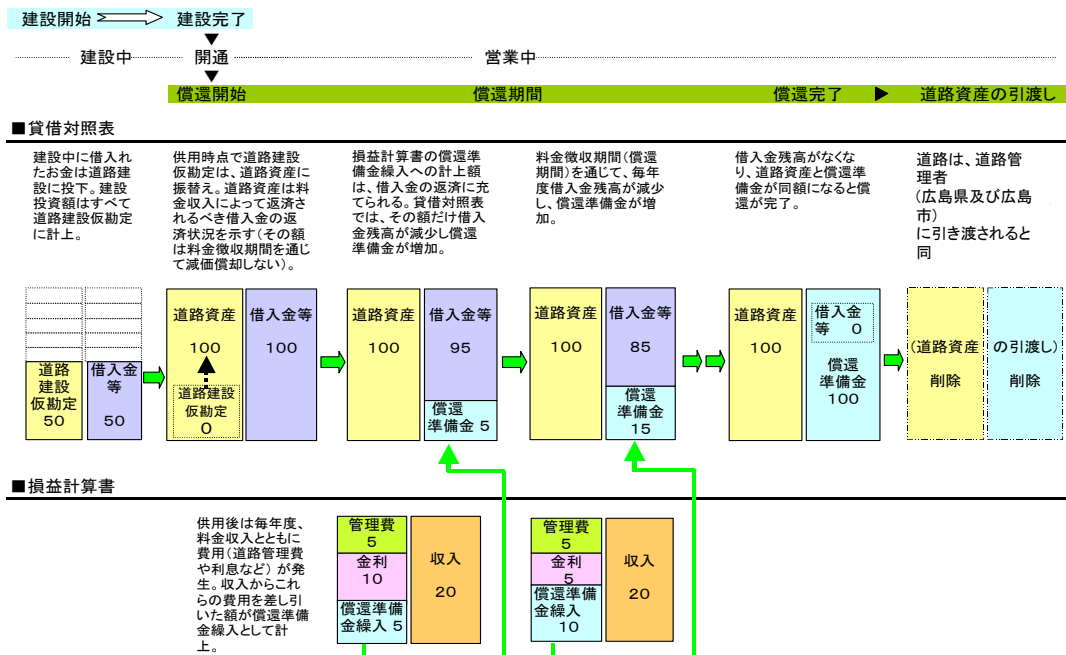 建設開始 建設完了
▼
建設中 開通 営業中
▼
償還開始 償還期間 償還完了 ▶ 道路資産の引渡し
■貸借対照表
建設中に借入れ
たお金は道路建
設に投下。建設
投資額はすべて
道路建設仮勘定
に計上。
供用時点で道路建設
仮勘定は、道路資産に
振替え。道路資産は料
金収入によって返済さ
れるべき借入金の返
済状況を示す(その額
は料金徴収期間を通じ
て減価償却しない)。
損益計算書の償還準
備金繰入への計上額
は、借入金の返済に充
てられる。貸借対照表
では、その額だけ借入
金残高が減少し償還
準備金が増加。
料金徴収期間(償還
期間)を通じて、毎年
度借入金残高が減少
し、償還準備金が増
加。
借入金残高がなくな
り、道路資産と償還準
備金が同額になると償
還が完了。
道路は、道路管
理者
(広島県及び広島
市)
に引き渡されると
同
道路
建設
仮勘定
50
借入金
等
50
道路資産
100
道路建設
仮勘定
0
借入金等
100
道路資産
100
借入金等
95
償還
準備金 5
道路資産
100
借入金等
85
償還
準備金
15
道路資産
100
借入金
等 0
償還
準備金
100
(道路資産
削除
の引渡し)
削除
■損益計算書
供用後は毎年度、
料金収入とともに
費用(道路管理費
や利息など)が発
生。収入からこれ
らの費用を差し引
いた額が償還準備
金繰入として計
上。
管理費
5
金利
10
償還準備
金繰入 5
収入
20
管理費
5
金利
5
償還準備
金繰入
10
収入
20